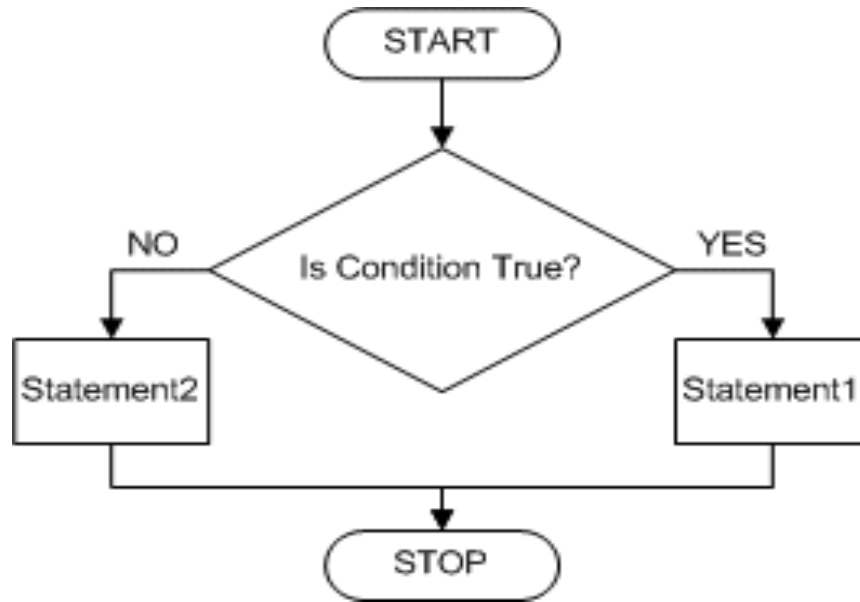 START
NO
YES
Is Condition True?
Statement2
Statement1
STOP